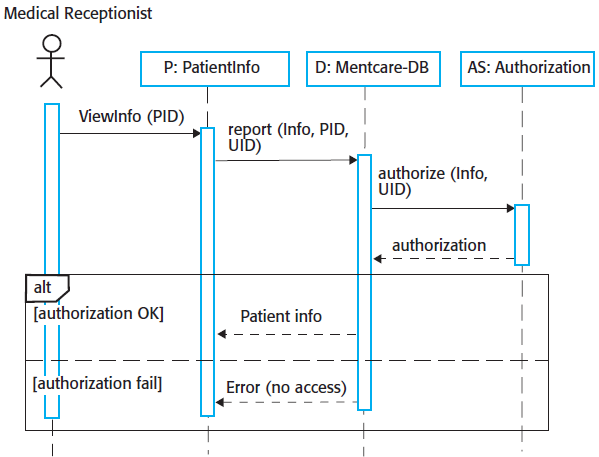 Medical Receptionist
P: PatientInfo
D: Mentcare-DB
AS: Authorization
ViewInfo (PID)
report (Info, PID,
UID)
authorize (Info,
UID)
authorization
alt
[authorization OK]
Patient info
[authorization fail]
Error (no access)